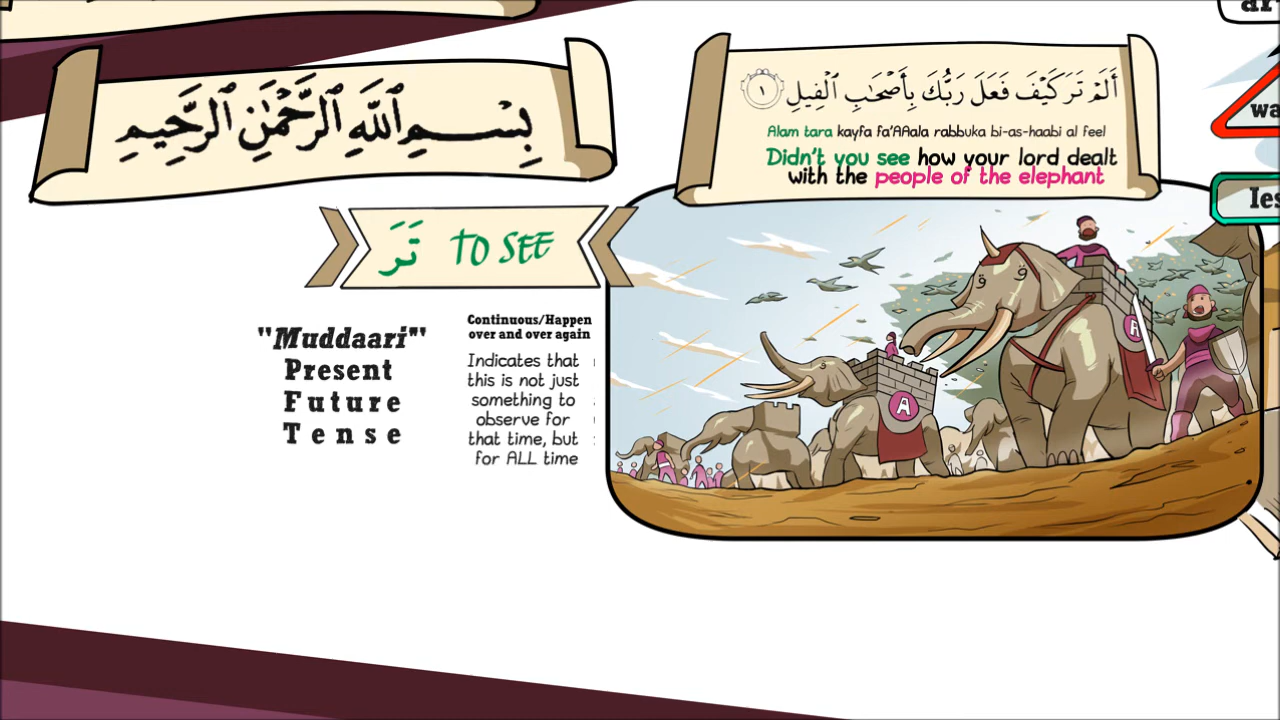 بِسْمِ ٱللَّهِ ٱلرَّحْمَٰنِ ٱلرَّحِيمِ
أَلَمْ تَرَ كَيْفَ فَعَلَ رَبُّكَ بِأَصْحَٰبِ ٱلْفِيلِ ١
Alam tara kayfa fa'AAala rabbuka bi-as-haabi al feel
Didn't you see how your lord dealt
with the people of the elephant
تَرَ TO SEE
"Muddaari'"
Present
Future
Tense
Continuous/Happen
over and over again
Indicates that
this is not just
something to
observe for
that time, but
for ALL time
A
A